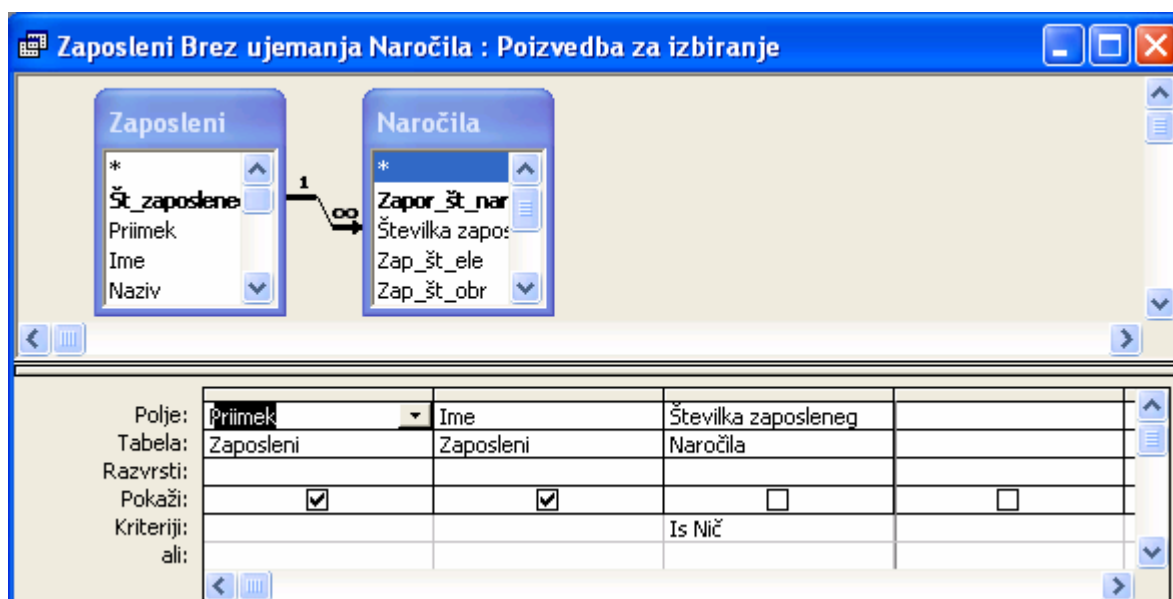 Zaposleni Brez ujemanja Naročila : Poizvedba za izbiranje
Zaposleni
*
Št_zaposlene
Priimek
Ime
Naziv
1
∞
Naročila
*
Zapor_št_nar
Številka zapos
Zap_št_ele
Zap_št_obr
Polje: Priimek Ime Številka zaposleneg
Tabela: Zaposleni Zaposleni Naročila
Razvrsti:
Pokaži:
Kriteriji: Is Nič
ali: